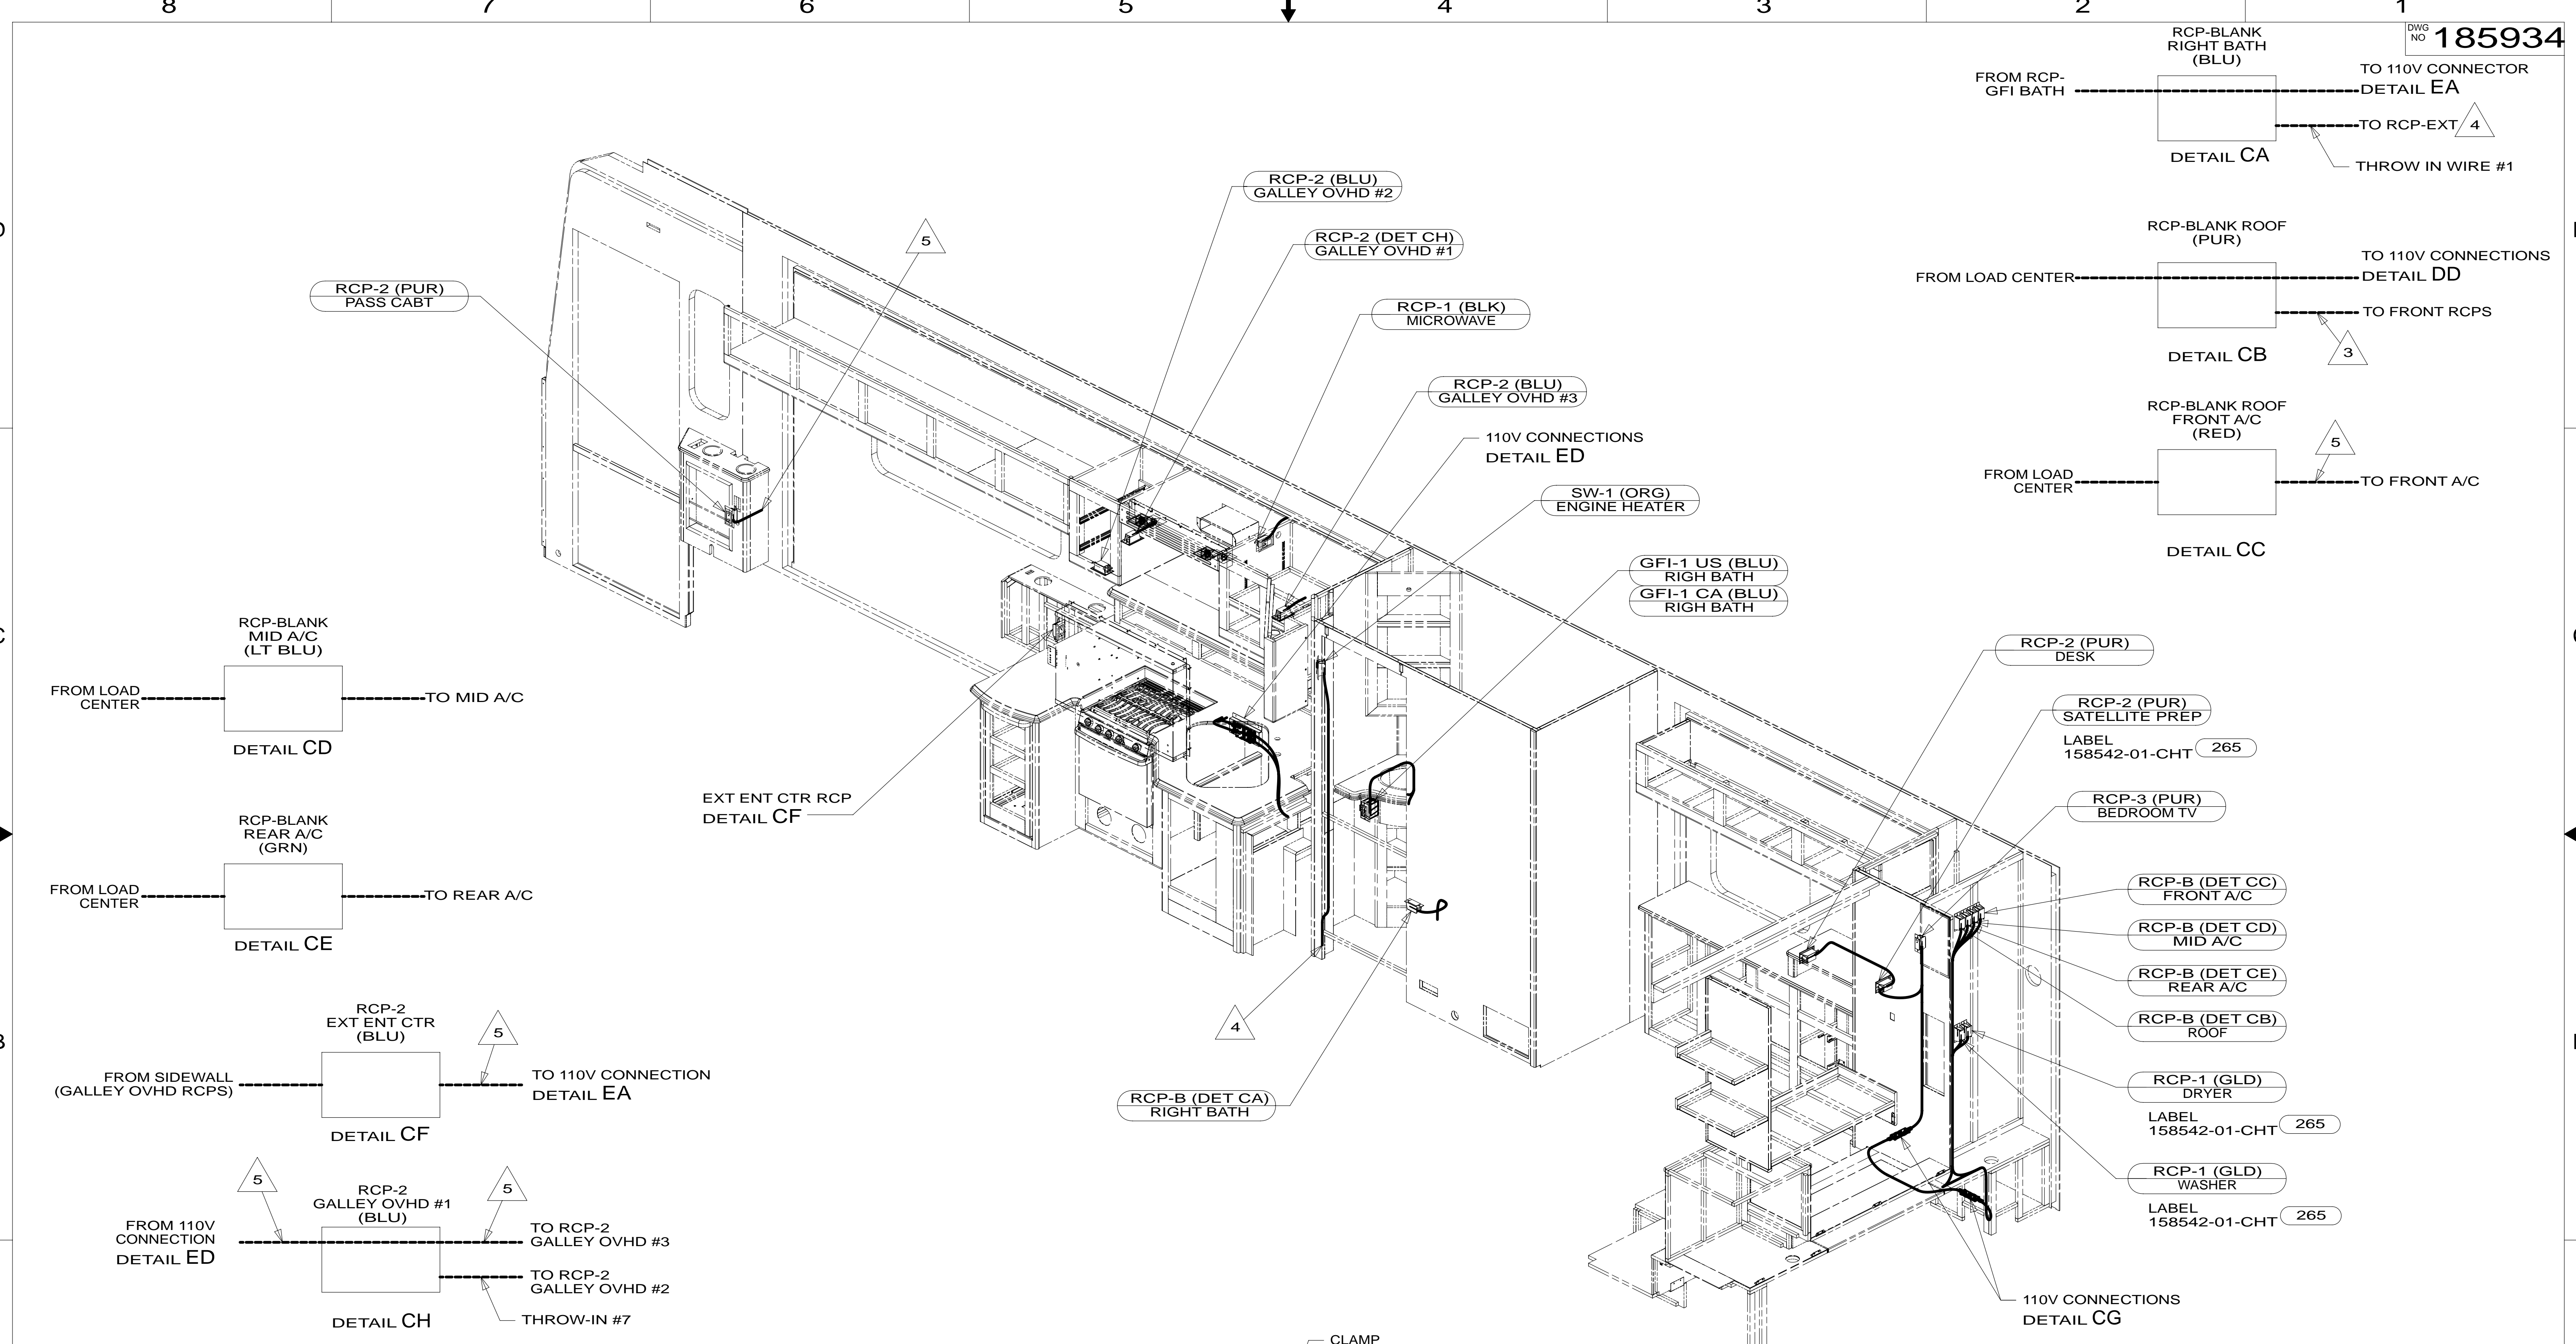 8 7 6 5 4 3 2 1
DWG
NO 185934
RCP-BLANK
RIGHT BATH
(BLU)
FROM RCP-
GFI BATH
TO 110V CONNECTOR
DETAIL EA
TO RCP-EXT 4
THROW IN WIRE #1
DETAIL CA
RCP-BLANK ROOF
(PUR)
FROM LOAD CENTER
TO 110V CONNECTIONS
DETAIL DD
TO FRONT RCPS
3
DETAIL CB
RCP-BLANK ROOF
FRONT A/C
(RED)
5
FROM LOAD
CENTER
TO FRONT A/C
DETAIL CC
RCP-2 (BLU)
GALLEY OVHD #2
5
RCP-2 (DET CH)
GALLEY OVHD #1
RCP-2 (PUR)
PASS CABT
RCP-1 (BLK)
MICROWAVE
RCP-2 (BLU)
GALLEY OVHD #3
110V CONNECTIONS
DETAIL ED
SW-1 (ORG)
ENGINE HEATER
GFI-1 US (BLU)
RIGH BATH
GFI-1 CA (BLU)
RIGH BATH
RCP-2 (PUR)
DESK
RCP-2 (PUR)
SATELLITE PREP
LABEL
158542-01-CHT 265
RCP-3 (PUR)
BEDROOM TV
RCP-B (DET CC)
FRONT A/C
RCP-B (DET CD)
MID A/C
RCP-B (DET CE)
REAR A/C
RCP-B (DET CB)
ROOF
RCP-1 (GLD)
DRYER
LABEL
158542-01-CHT 265
RCP-1 (GLD)
WASHER
LABEL
158542-01-CHT 265
110V CONNECTIONS
DETAIL CG
EXT ENT CTR RCP
DETAIL CF
4
RCP-B (DET CA)
RIGHT BATH
CLAMP
RCP-BLANK
MID A/C
(LT BLU)
FROM LOAD
CENTER
TO MID A/C
DETAIL CD
RCP-BLANK
REAR A/C
(GRN)
FROM LOAD
CENTER
TO REAR A/C
DETAIL CE
RCP-2
EXT ENT CTR
(BLU)
5
FROM SIDEWALL
(GALLEY OVHD RCPS)
TO 110V CONNECTION
DETAIL EA
DETAIL CF
5
RCP-2
GALLEY OVHD #1
(BLU)
5
FROM 110V
CONNECTION
DETAIL ED
TO RCP-2
GALLEY OVHD #3
TO RCP-2
GALLEY OVHD #2
THROW-IN #7
DETAIL CH